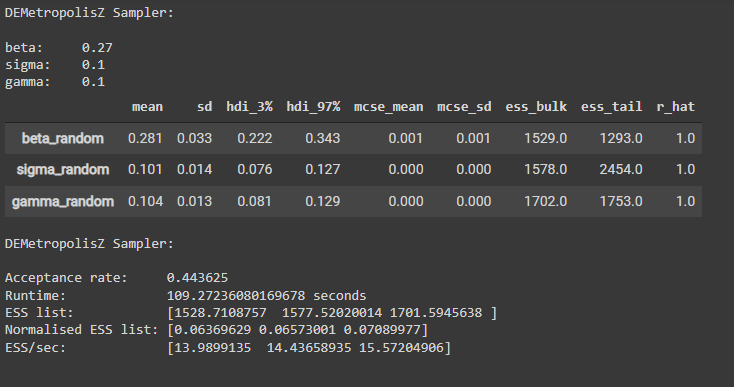 DEMetropolisZ Sampler:
beta: 0.27
sigma: 0.1
gamma: 0.1
mean sd hdi_3% hdi_97% mcse_mean mcse_sd ess_bulk ess_tail r_hat
beta_random 0.281 0.033 0.222 0.343 0.001 0.001 1529.0 1293.0 1.0
sigma_random 0.101 0.014 0.076 0.127 0.000 0.000 1578.0 2454.0 1.0
gamma_random 0.104 0.013 0.081 0.129 0.000 0.000 1702.0 1753.0 1.0
DEMetropolisZ Sampler:
Acceptance rate: 0.443625
Runtime: 109.27236080169678 seconds
ESS list: [1528.7108757 1577.52020014 1701.5945638 ]
Normalised ESS list: [0.06369629 0.06573001 0.07089977]
ESS/sec: [13.9899135 14.43658935 15.57204906]